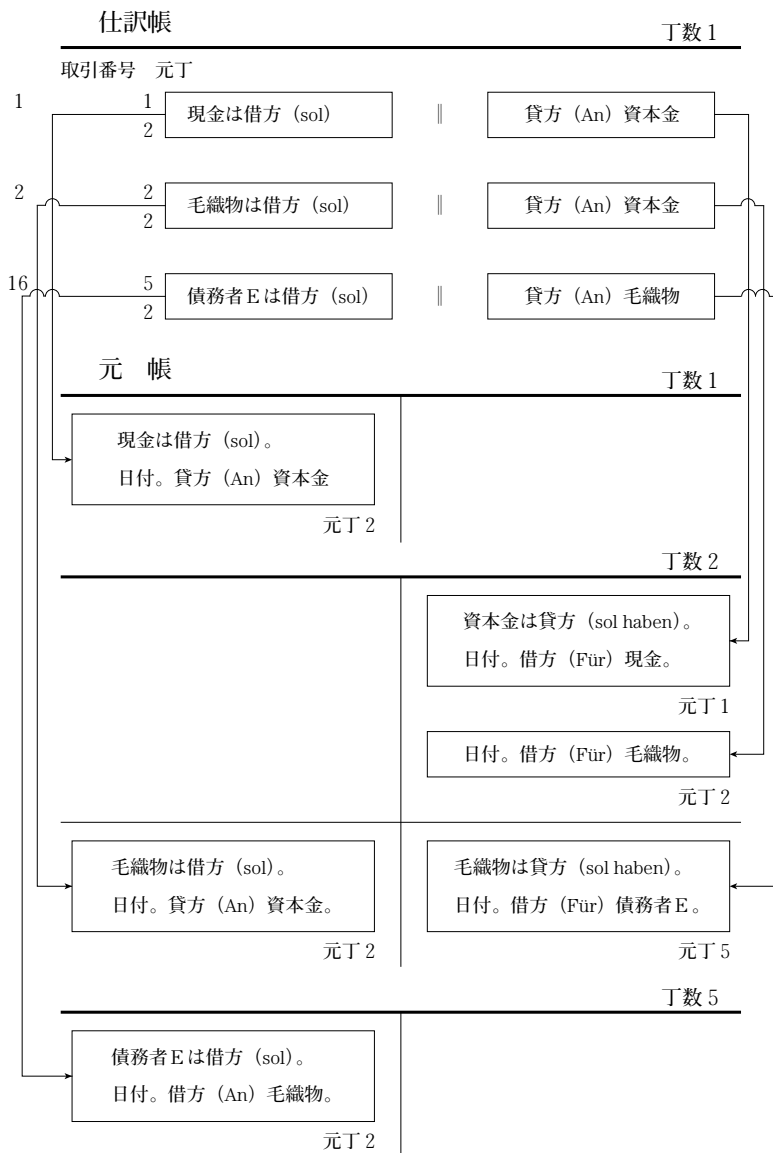 仕訳帳
丁数 1
取引番号 元丁
1 1 現金は借方（sol） ∥ 貸方（An）資本金
2
2 2 毛織物は借方（sol） ∥ 貸方（An）資本金
2
16 5 債務者Eは借方（sol） ∥ 貸方（An）毛織物
2
元 帳
丁数 1
現金は借方（sol）。
日付。貸方（An）資本金
元丁 2
丁数 2
資本金は貸方（sol haben）。
日付。借方（Für）現金。
元丁 1
日付。借方（Für）毛織物。
元丁 2
毛織物は借方（sol）。
日付。貸方（An）資本金。
元丁 2
毛織物は貸方（sol haben）。
日付。借方（Für）債務者E。
元丁 5
丁数 5
債務者Eは借方（sol）。
日付。借方（An）毛織物。
元丁 2